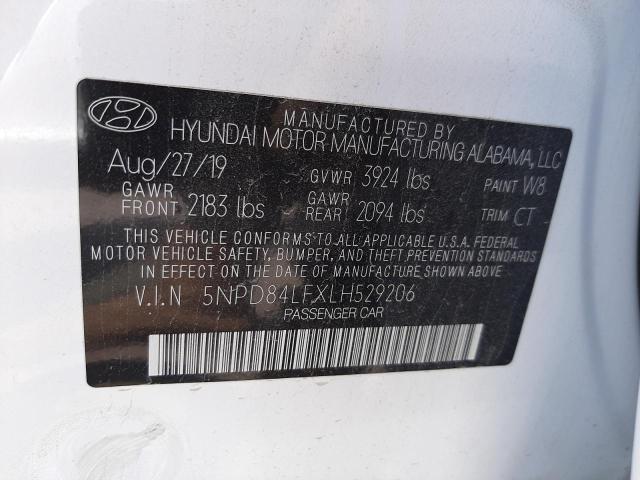 MANUFACTURED BY
HYUNDAI MOTOR MANUFACTURING ALABAMA, LLC
Aug/27/19 GVWR 3924 lbs PAINT W8
GAWR FRONT 2183 lbs GAWR REAR 2094 lbs TRIM CT
THIS VEHICLE CONFORMS TO ALL APPLICABLE U.S.A. FEDERAL
MOTOR VEHICLE SAFETY, BUMPER, AND THEFT PREVENTION STANDARDS
IN EFFECT ON THE DATE OF MANUFACTURE SHOWN ABOVE.
V.I.N 5NPD84LFXLH529206
PASSENGER CAR